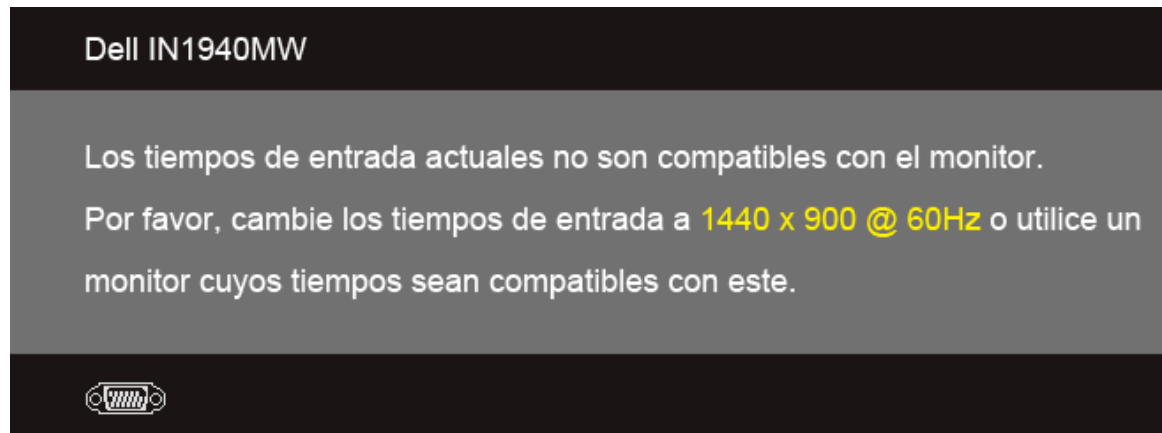 Dell IN1940MW
Los tiempos de entrada actuales no son compatibles con el monitor.
Por favor, cambie los tiempos de entrada a 1440 x 900 @ 60Hz o utilice un
monitor cuyos tiempos sean compatibles con este.